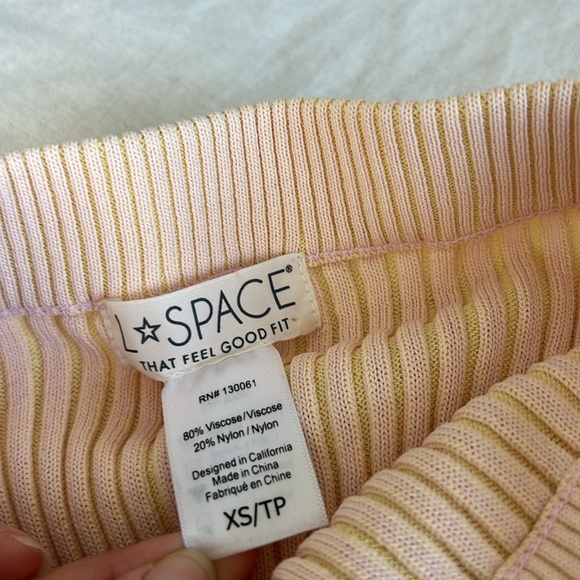 L☆SPACE®
THAT FEEL GOOD FIT™
RN# 130061
80% Viscose/Viscose
20% Nylon / Nylon
Designed in California
Made in China
Fabriqué en Chine
XS/TP